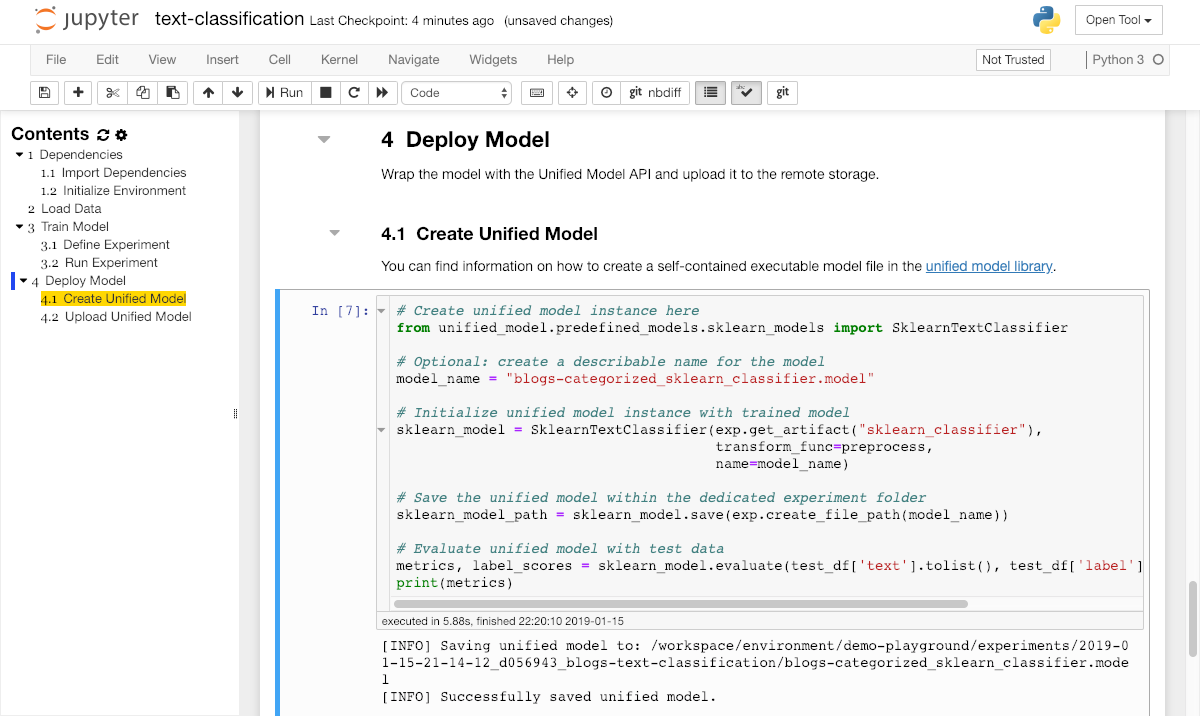 jupyter text-classification Last Checkpoint: 4 minutes ago (unsaved changes)
Open Tool
File Edit View Insert Cell Kernel Navigate Widgets Help
Not Trusted
Python 3
Run
Code
git nbdiff
abc
git
Contents
1 Dependencies
1.1 Import Dependencies
1.2 Initialize Environment
2 Load Data
3 Train Model
3.1 Define Experiment
3.2 Run Experiment
4 Deploy Model
4.1 Create Unified Model
4.2 Upload Unified Model
4 Deploy Model
Wrap the model with the Unified Model API and upload it to the remote storage.
4.1 Create Unified Model
You can find information on how to create a self-contained executable model file in the unified model library.
In [7]:
# Create unified model instance here
from unified_model.predefined_models.sklearn_models import SklearnTextClassifier
# Optional: create a describable name for the model
model_name = "blogs-categorized_sklearn_classifier.model"
# Initialize unified model instance with trained model
sklearn_model = SklearnTextClassifier(exp.get_artifact("sklearn_classifier"),
transform_func=preprocess,
name=model_name)
# Save the unified model within the dedicated experiment folder
sklearn_model_path = sklearn_model.save(exp.create_file_path(model_name))
# Evaluate unified model with test data
metrics, label_scores = sklearn_model.evaluate(test_df['text'].tolist(), test_df['label']
print(metrics)
executed in 5.88s, finished 22:20:10 2019-01-15
[INFO] Saving unified model to: /workspace/environment/demo-playground/experiments/2019-0
1-15-21-14-12_d056943_blogs-text-classification/blogs-categorized_sklearn_classifier.mode
l
[INFO] Successfully saved unified model.